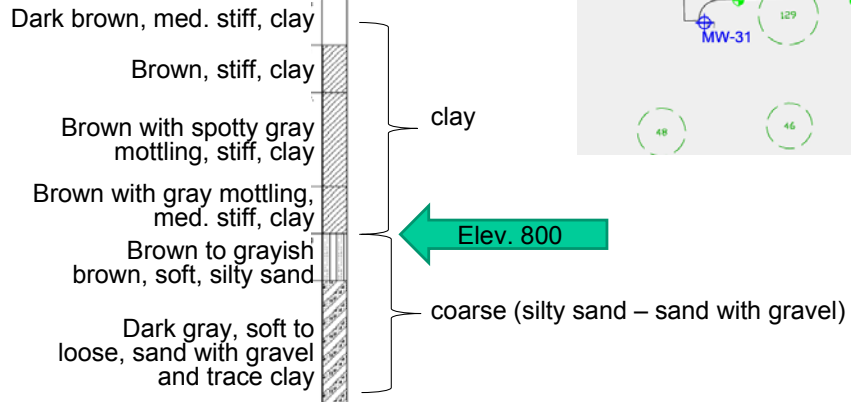 Dark brown, med. stiff, clay
Brown, stiff, clay
Brown with spotty gray
mottling, stiff, clay
Brown with gray mottling,
med. stiff, clay
Brown to grayish
brown, soft, silty sand
Dark gray, soft to
loose, sand with gravel
and trace clay
clay
Elev. 800
coarse (silty sand – sand with gravel)
129
MW-31
48
46